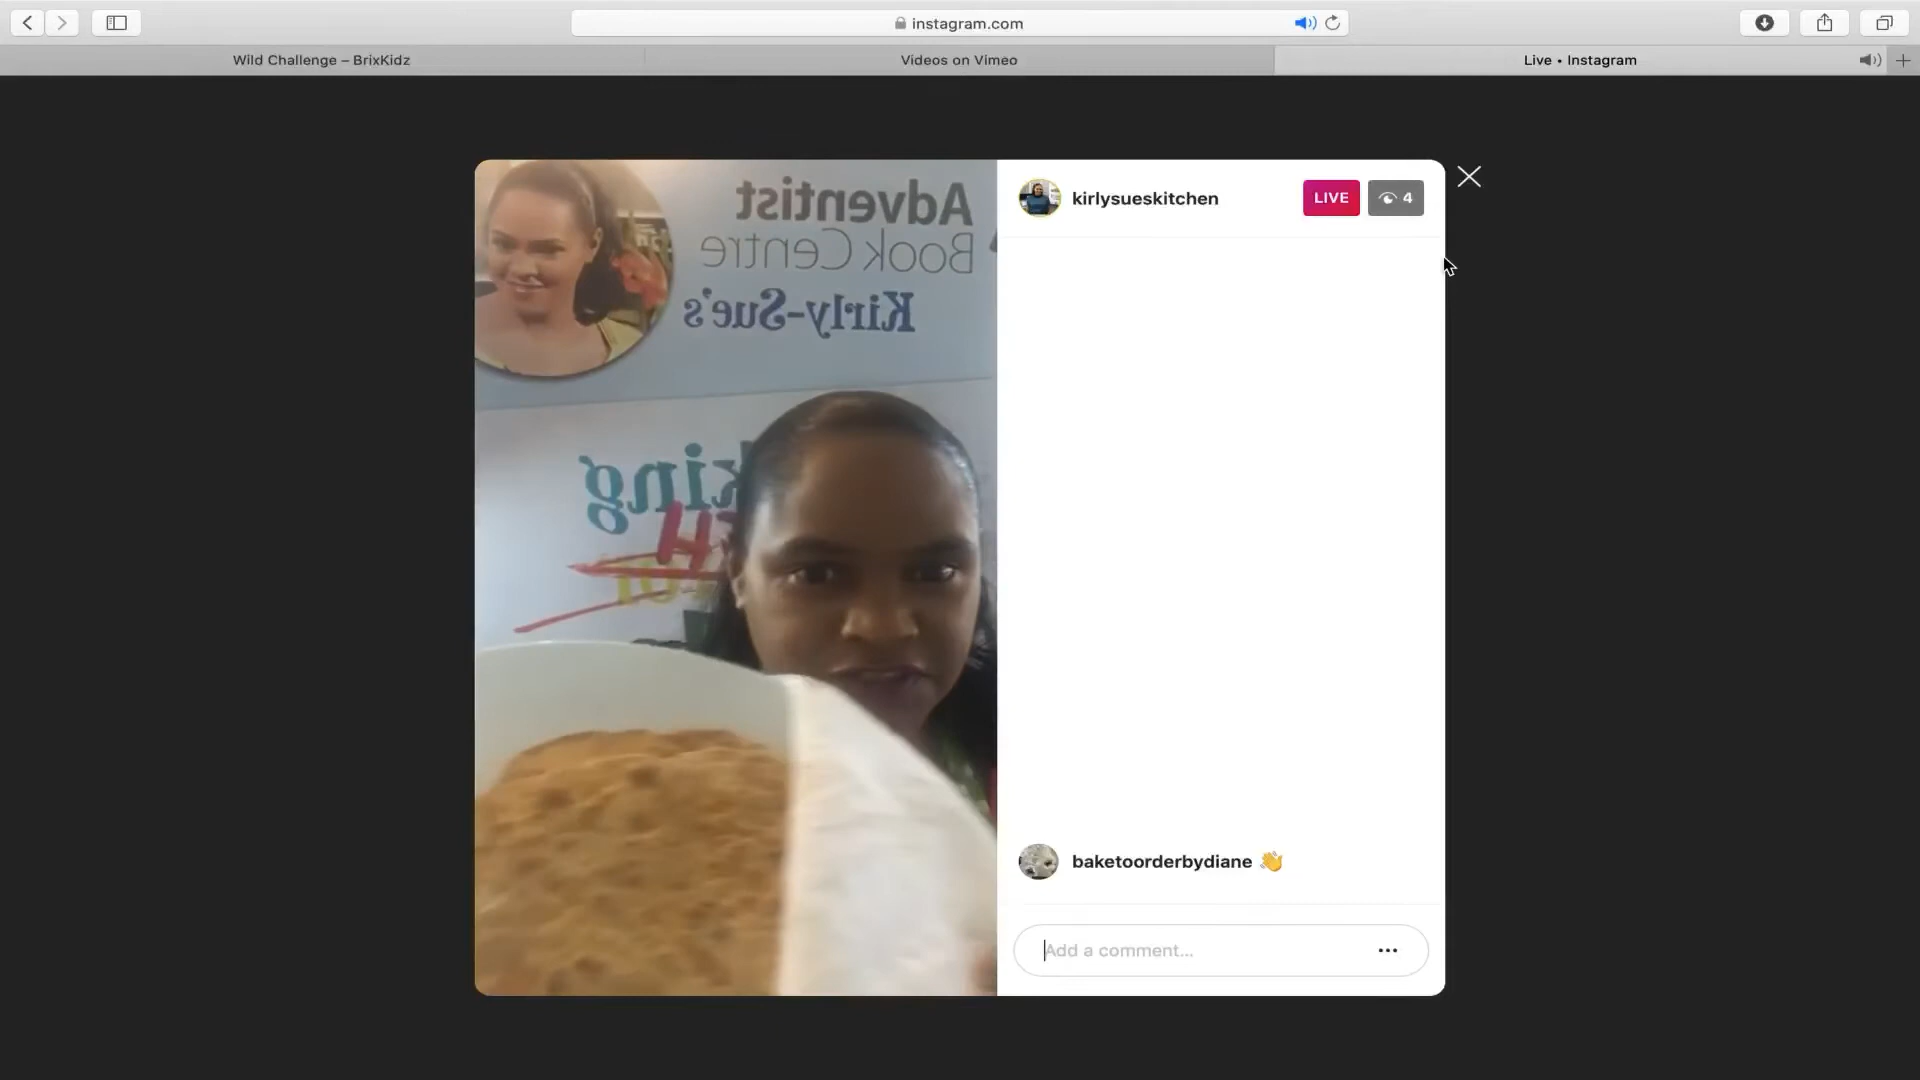 instagram.com
Wild Challenge – BrixKidz
Videos on Vimeo
Live • Instagram
Adventist
Book Centre
Kirly-Sue's
king
kirlysueskitchen
LIVE
4
baketoorderbydiane 👋
Add a comment...